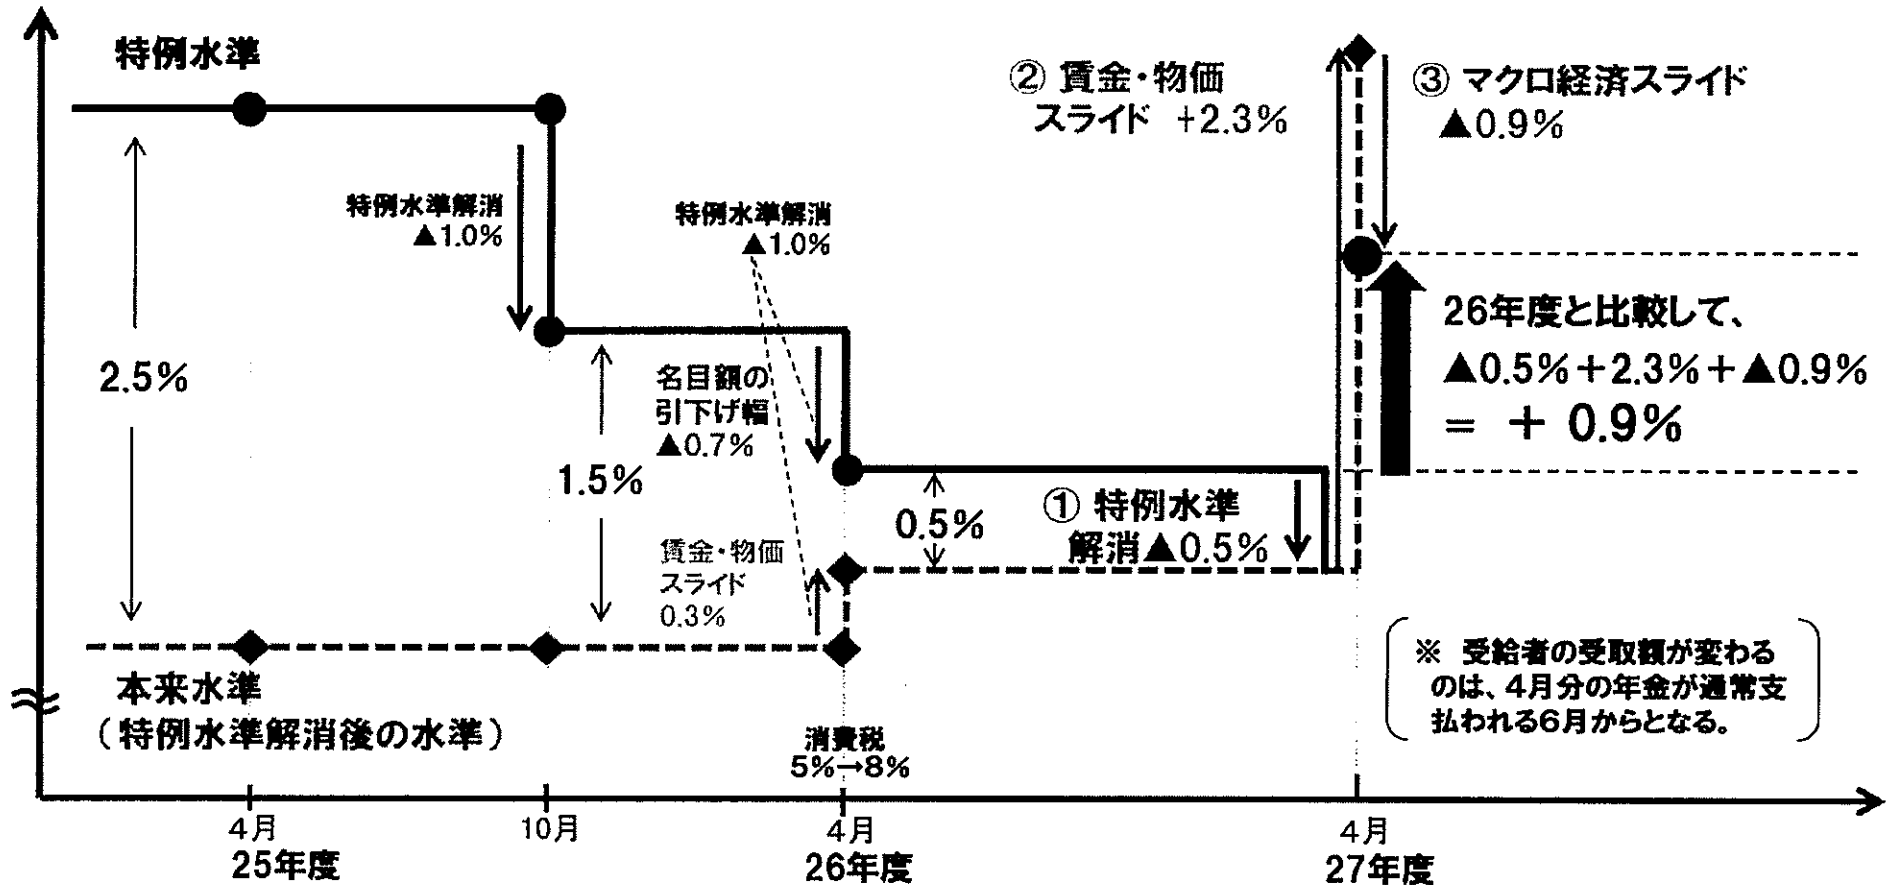 特例水準
② 賃金・物価
スライド +2.3%
③ マクロ経済スライド
▲0.9%
特例水準解消
▲1.0%
特例水準解消
▲1.0%
2.5%
名目額の
引下げ幅
▲0.7%
1.5%
26年度と比較して、
▲0.5%+2.3%+▲0.9%
= + 0.9%
0.5%
① 特例水準
解消▲0.5%
賃金・物価
スライド
0.3%
本来水準
(特例水準解消後の水準)
※ 受給者の受取額が変わる
のは、4月分の年金が通常支
払われる6月からとなる。
消費税
5%→8%
4月
25年度
10月
4月
26年度
4月
27年度